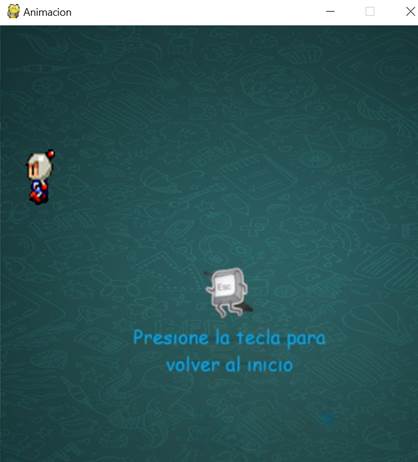 Animacion
Esc
Presione la tecla para
volver al inicio